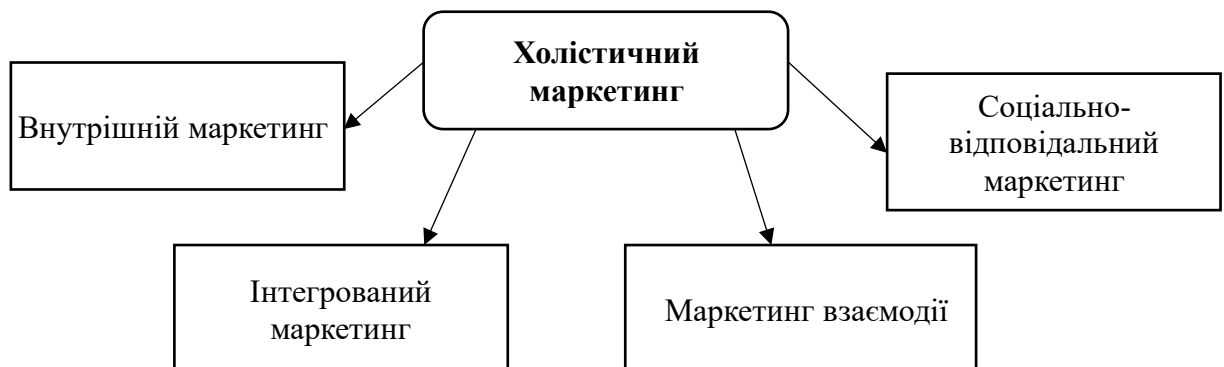 Холістичний
маркетинг
Внутрішній маркетинг
Соціально-
відповідальний
маркетинг
Інтегрований
маркетинг
Маркетинг взаємодії